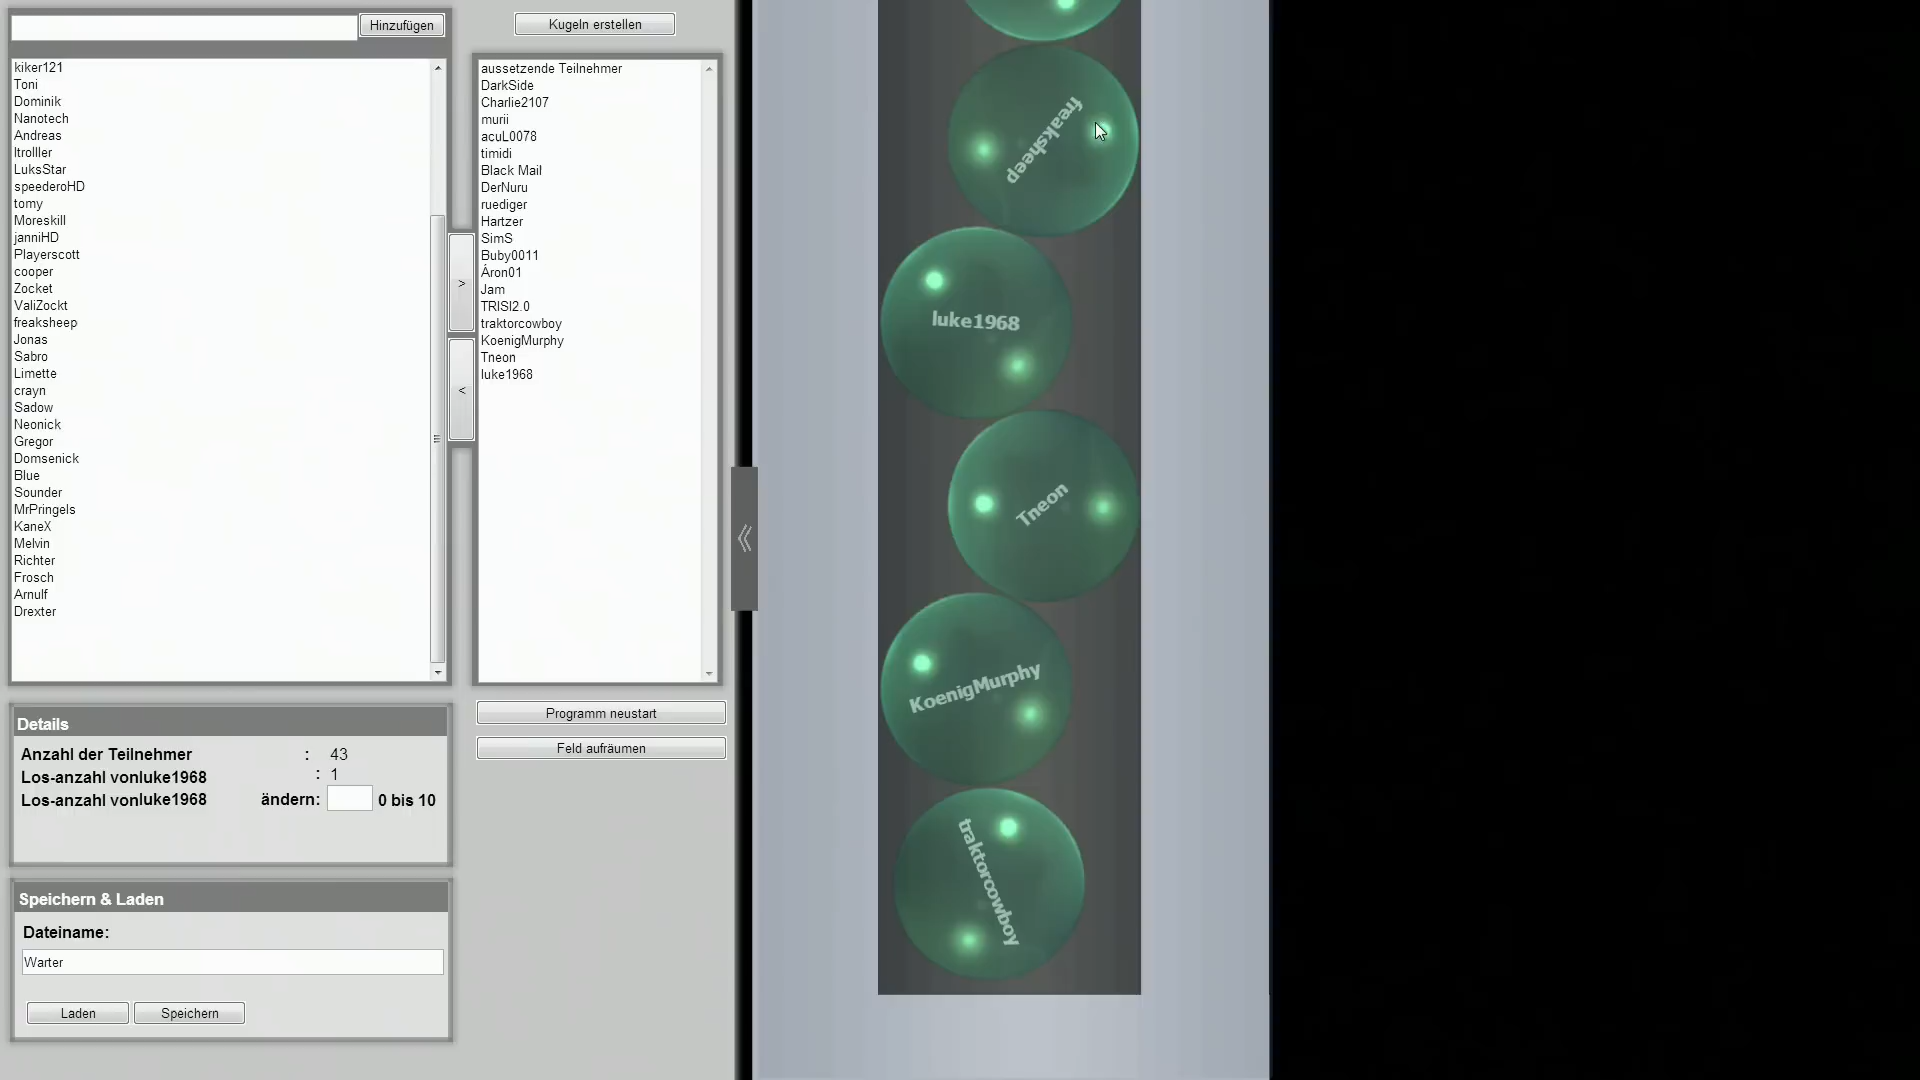 Hinzufügen
kiker121
Toni
Dominik
Nanotech
Andreas
ltrolller
LuksStar
speederoHD
tomy
Moreskill
janniHD
Playerscott
cooper
Zocket
ValiZockt
freaksheep
Jonas
Sabro
Limette
crayn
Sadow
Neonick
Gregor
Domsenick
Blue
Sounder
MrPringels
KaneX
Melvin
Richter
Frosch
Arnulf
Drexter
>
<
Kugeln erstellen
aussetzende Teilnehmer
DarkSide
Charlie2107
murii
acuL0078
timidi
Black Mail
DerNuru
ruediger
Hartzer
SimS
Buby0011
Áron01
Jam
TRISI2.0
traktorcowboy
KoenigMurphy
Tneon
luke1968
Programm neustart
Feld aufräumen
Details
Anzahl der Teilnehmer : 43
Los-anzahl vonluke1968 : 1
Los-anzahl vonluke1968 ändern: 0 bis 10
Speichern & Laden
Dateiname:
Warter
Laden Speichern
freaksheep
luke1968
Tneon
KoenigMurphy
traktorcowboy